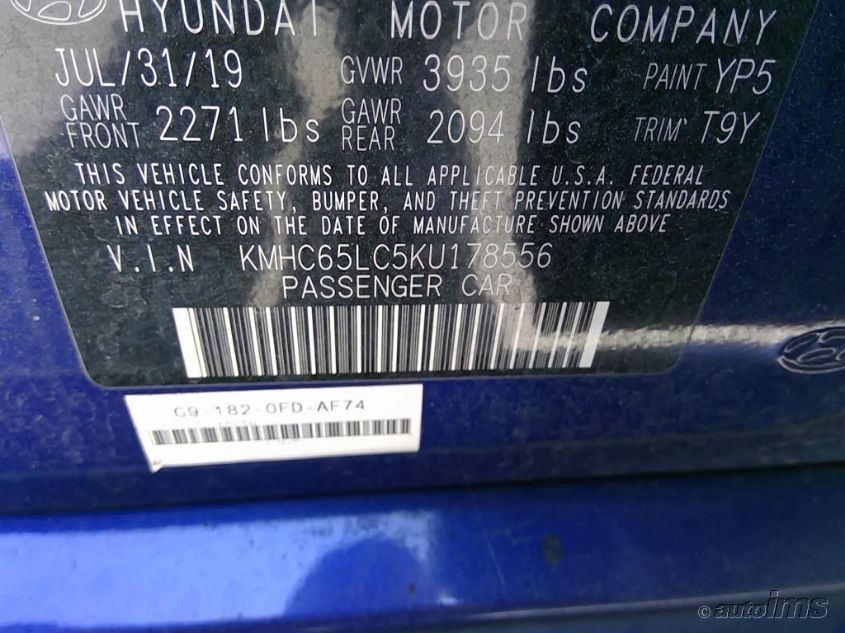 HYUNDAI MOTOR COMPANY
JUL/31/19 GVWR 3935 lbs PAINT YP5
GAWR FRONT 2271 lbs GAWR REAR 2094 lbs TRIM T9Y
THIS VEHICLE CONFORMS TO ALL APPLICABLE U.S.A. FEDERAL
MOTOR VEHICLE SAFETY, BUMPER, AND THEFT PREVENTION STANDARDS
IN EFFECT ON THE DATE OF MANUFACTURE SHOWN ABOVE
V.I.N KMHC65LC5KU178556
PASSENGER CAR
G9-182-0FD-AF74
© autoims